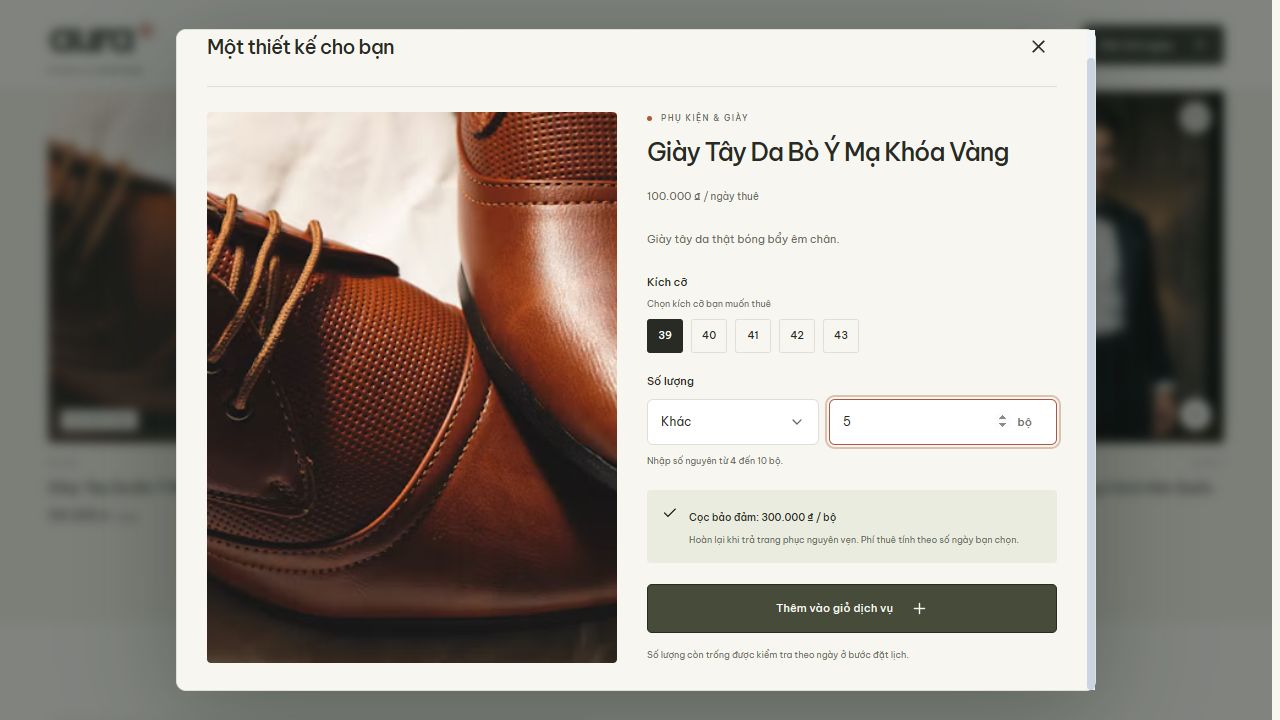 aura
Một thiết kế cho bạn
PHỤ KIỆN & GIÀY
Giày Tây Da Bò Ý Mạ Khóa Vàng
100.000 ₫ / ngày thuê
Giày tây da thật bóng bẩy êm chân.
Kích cỡ
Chọn kích cỡ bạn muốn thuê
39 40 41 42 43
Số lượng
Khác 5 bộ
Nhập số nguyên từ 4 đến 10 bộ.
Cọc bảo đảm: 300.000 ₫ / bộ
Hoàn lại khi trả trang phục nguyên vẹn. Phí thuê tính theo số ngày bạn chọn.
Thêm vào giỏ dịch vụ
Số lượng còn trống được kiểm tra theo ngày ở bước đặt lịch.